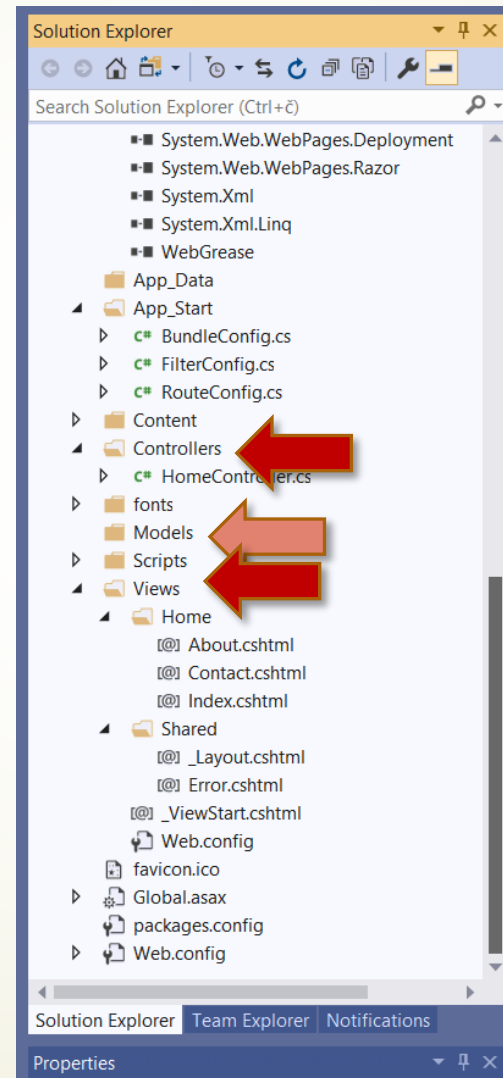 Solution Explorer
Search Solution Explorer (Ctrl+č)
System.Web.WebPages.Deployment
System.Web.WebPages.Razor
System.Xml
System.Xml.Linq
WebGrease
App_Data
App_Start
C# BundleConfig.cs
C# FilterConfig.cs
C# RouteConfig.cs
Content
Controllers
C# HomeController.cs
fonts
Models
Scripts
Views
Home
[@] About.cshtml
[@] Contact.cshtml
[@] Index.cshtml
Shared
[@] _Layout.cshtml
[@] Error.cshtml
[@] _ViewStart.cshtml
Web.config
favicon.ico
Global.asax
packages.config
Web.config
Solution Explorer Team Explorer Notifications
Properties